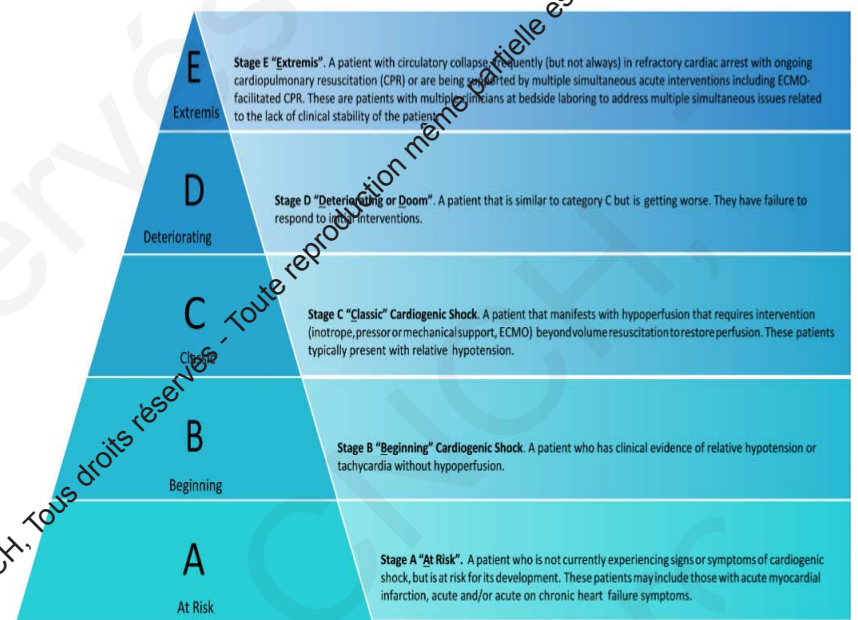 E
Extremis
Stage E "Extremis". A patient with circulatory collapse, frequently (but not always) in refractory cardiac arrest with ongoing
cardiopulmonary resuscitation (CPR) or are being supported by multiple simultaneous acute interventions including ECMO-
facilitated CPR. These are patients with multiple clinicians at bedside laboring to address multiple simultaneous issues related
to the lack of clinical stability of the patient.
D
Deteriorating
Stage D "Deteriorating or Doom". A patient that is similar to category C but is getting worse. They have failure to
respond to initial interventions.
C
Classic
Stage C "Classic" Cardiogenic Shock. A patient that manifests with hypoperfusion that requires intervention
(inotrope, pressor or mechanical support, ECMO) beyond volume resuscitation to restore perfusion. These patients
typically present with relative hypotension.
B
Beginning
Stage B "Beginning" Cardiogenic Shock. A patient who has clinical evidence of relative hypotension or
tachycardia without hypoperfusion.
A
At Risk
Stage A "At Risk". A patient who is not currently experiencing signs or symptoms of cardiogenic
shock, but is at risk for its development. These patients may include those with acute myocardial
infarction, acute and/or acute on chronic heart failure symptoms.
CH, Tous droits réservés - Toute reproduction même partielle es
ervés
CNCH,